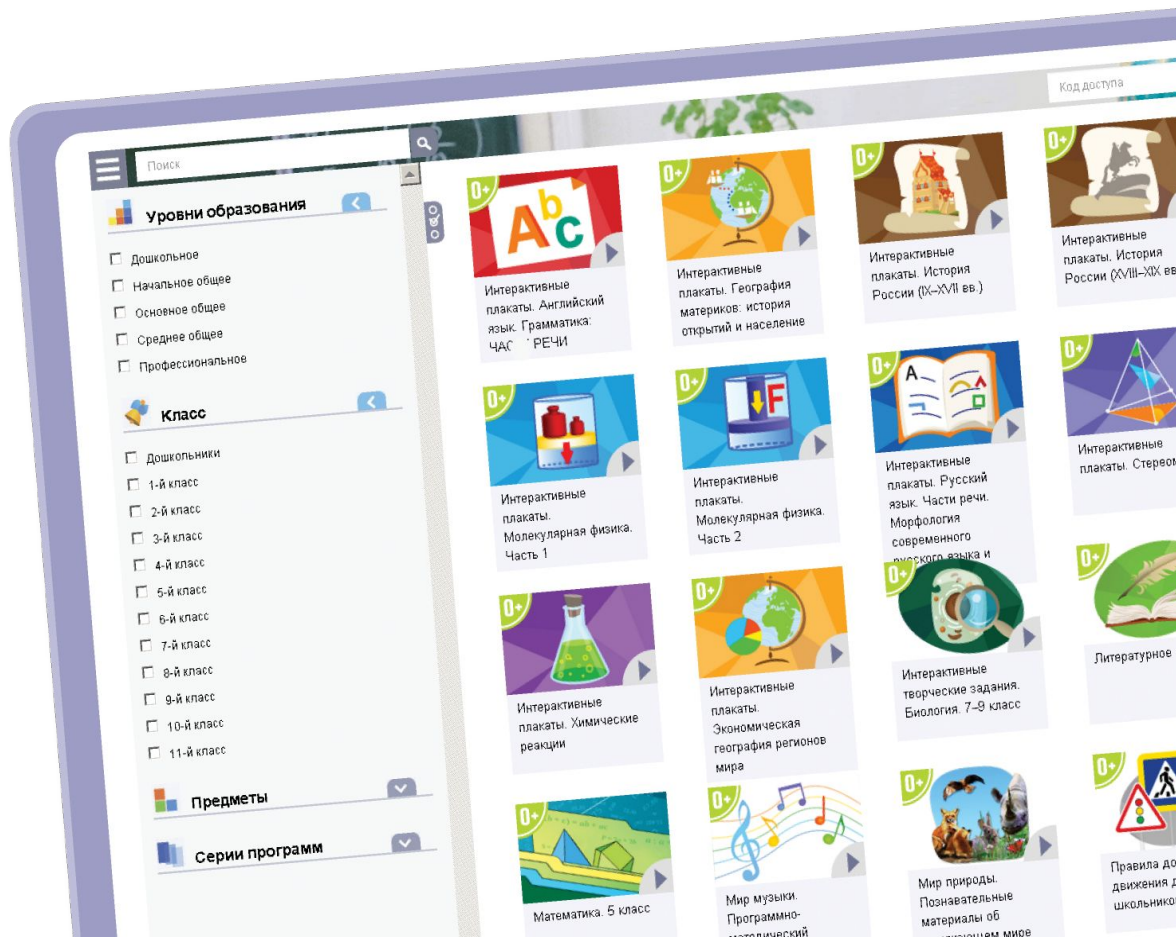 Код доступа
Поиск
Уровни образования
Дошкольное
Начальное общее
Основное общее
Среднее общее
Профессиональное
Класс
Дошкольники
1-й класс
2-й класс
3-й класс
4-й класс
5-й класс
6-й класс
7-й класс
8-й класс
9-й класс
10-й класс
11-й класс
Предметы
Серии программ
0+
Abc
Интерактивные
плакаты. Английский
язык. Грамматика:
РЕЧИ
0+
Интерактивные
плакаты. География
материков: история
открытий и население
0+
Интерактивные
плакаты. История
России (IX–XVII вв.)
0+
Интерактивные
плакаты. История
России (XVIII–XIX вв
0+
Интерактивные
плакаты.
Молекулярная физика.
Часть 1
0+
F
Интерактивные
плакаты.
Молекулярная физика.
Часть 2
0+
А
Интерактивные
плакаты. Русский
язык. Части речи.
Морфология
современного
русского языка и
0+
Интерактивные
плакаты.
0+
Интерактивные
плакаты. Химические
реакции
0+
Интерактивные
плакаты.
Экономическая
география регионов
мира
0+
Интерактивные
творческие задания.
Биология. 7–9 класс
0+
Литературное
0+
Математика. 5 класс
0+
Мир музыки.
Программно-
методический
0+
Мир природы.
Познавательные
материалы об
мире
0+
Правила
движения